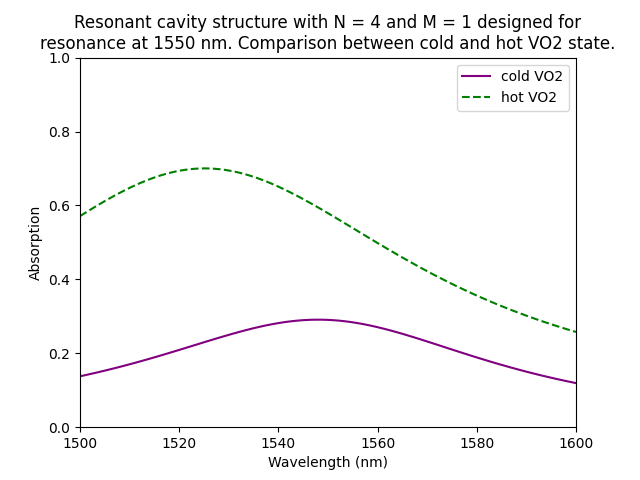 Resonant cavity structure with N = 4 and M = 1 designed for
resonance at 1550 nm. Comparison between cold and hot VO2 state.
1.0
cold VO2
hot VO2
0.8
0.6
Absorption
0.4
0.2
0.0
1500 1520 1540 1560 1580 1600
Wavelength (nm)